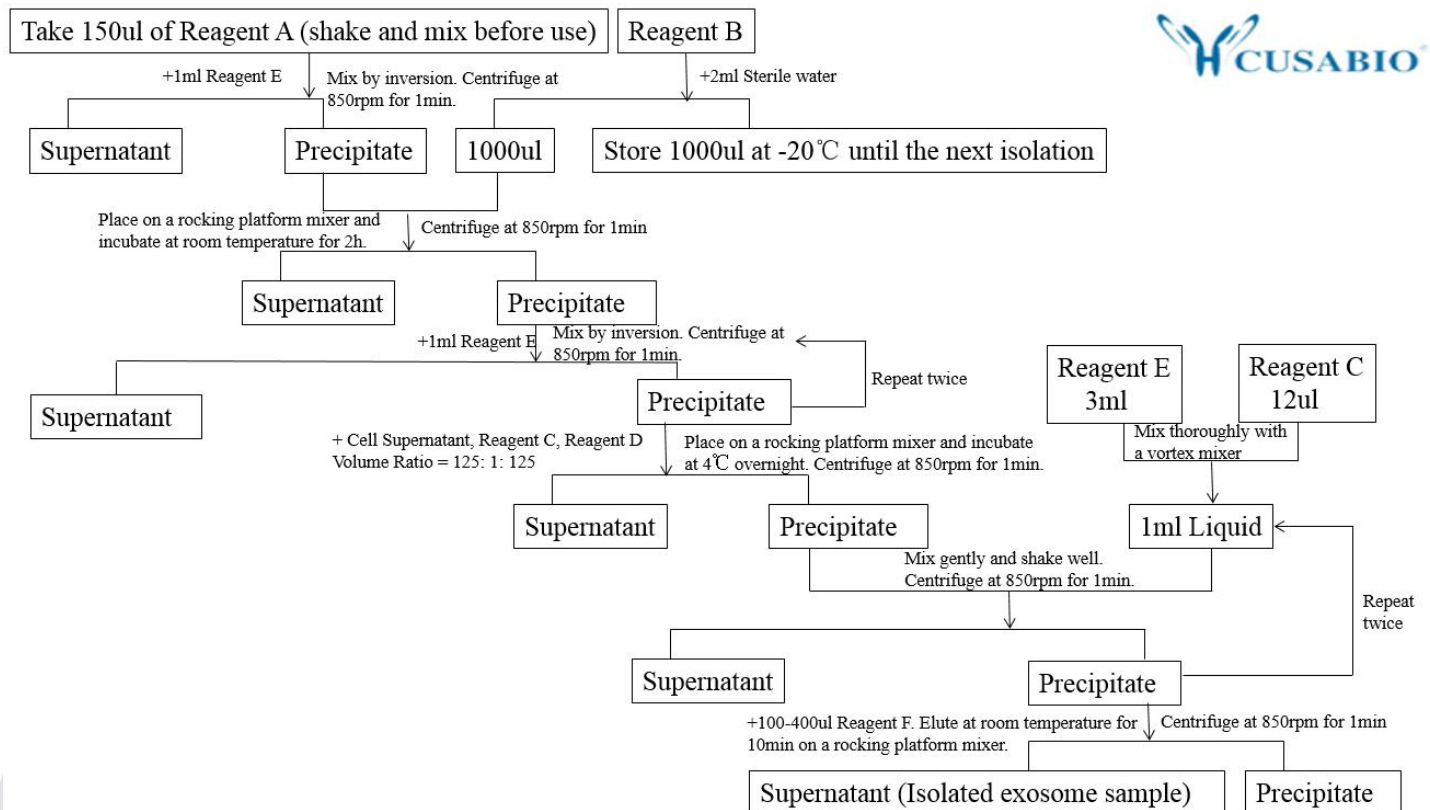 Take 150ul of Reagent A (shake and mix before use)
Reagent B
CUSABIO®
+1ml Reagent E
Mix by inversion. Centrifuge at
850rpm for 1min.
+2ml Sterile water
Supernatant
Precipitate
1000ul
Store 1000ul at -20℃ until the next isolation
Place on a rocking platform mixer and
incubate at room temperature for 2h.
Centrifuge at 850rpm for 1min
Supernatant
Precipitate
+1ml Reagent E
Mix by inversion. Centrifuge at
850rpm for 1min.
Repeat twice
Supernatant
Precipitate
Reagent E
3ml
Reagent C
12ul
Mix thoroughly with
a vortex mixer
+ Cell Supernatant, Reagent C, Reagent D
Volume Ratio = 125: 1: 125
Place on a rocking platform mixer and incubate
at 4℃ overnight. Centrifuge at 850rpm for 1min.
Supernatant
Precipitate
1ml Liquid
Mix gently and shake well.
Centrifuge at 850rpm for 1min.
Repeat
twice
Supernatant
Precipitate
+100-400ul Reagent F. Elute at room temperature for
10min on a rocking platform mixer.
Centrifuge at 850rpm for 1min
Supernatant (Isolated exosome sample)
Precipitate